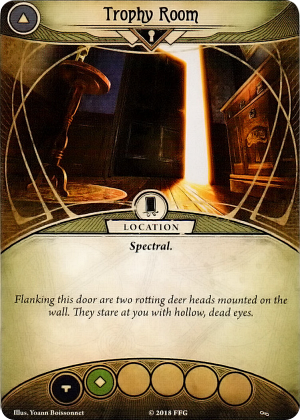 Trophy Room
LOCATION
Spectral.
Flanking this door are two rotting deer heads mounted on the
wall. They stare at you with hollow, dead eyes.
Illus. Yoann Boissonnet
© 2018 FFG